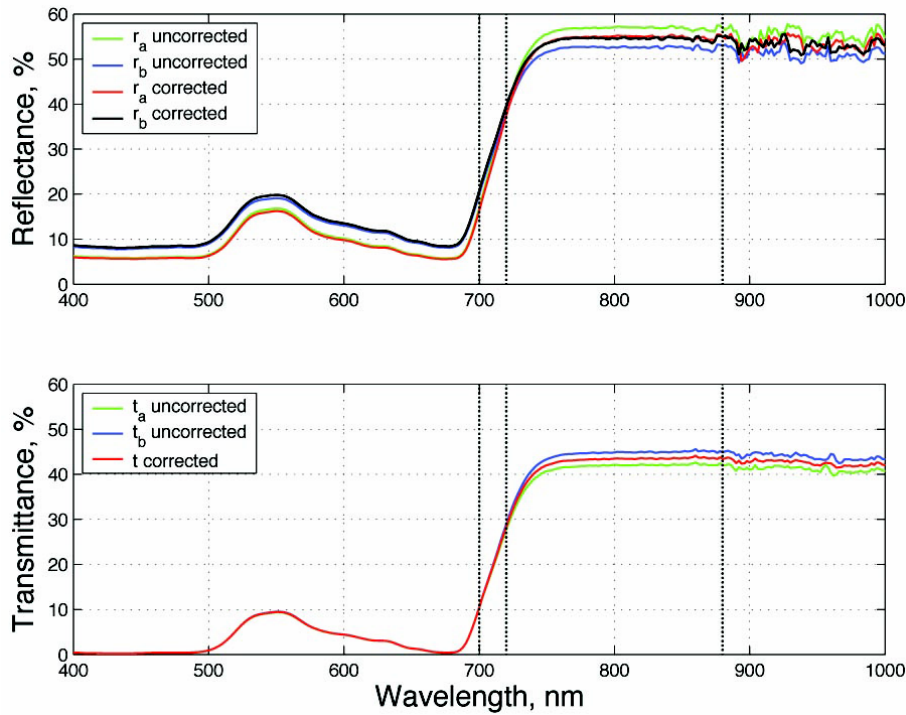 60
50
40
30
20
10
0
Reflectance, %
r_a uncorrected
r_b uncorrected
r_a corrected
r_b corrected
400 500 600 700 800 900 1000
60
50
40
30
20
10
0
Transmittance, %
t_a uncorrected
t_b uncorrected
t corrected
400 500 600 700 800 900 1000
Wavelength, nm